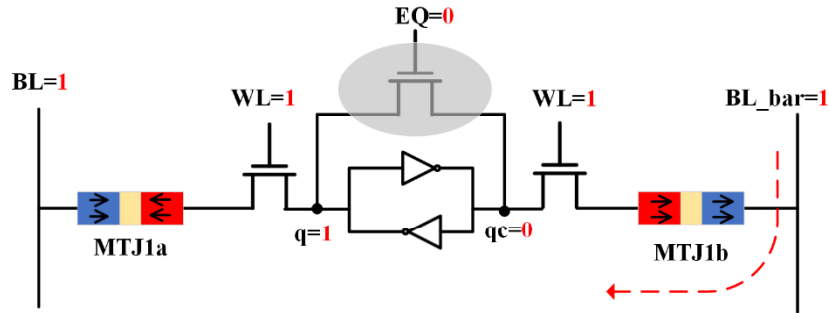 EQ=0
BL=1
WL=1
WL=1
BL_bar=1
q=1
qc=0
MTJ1a
MTJ1b